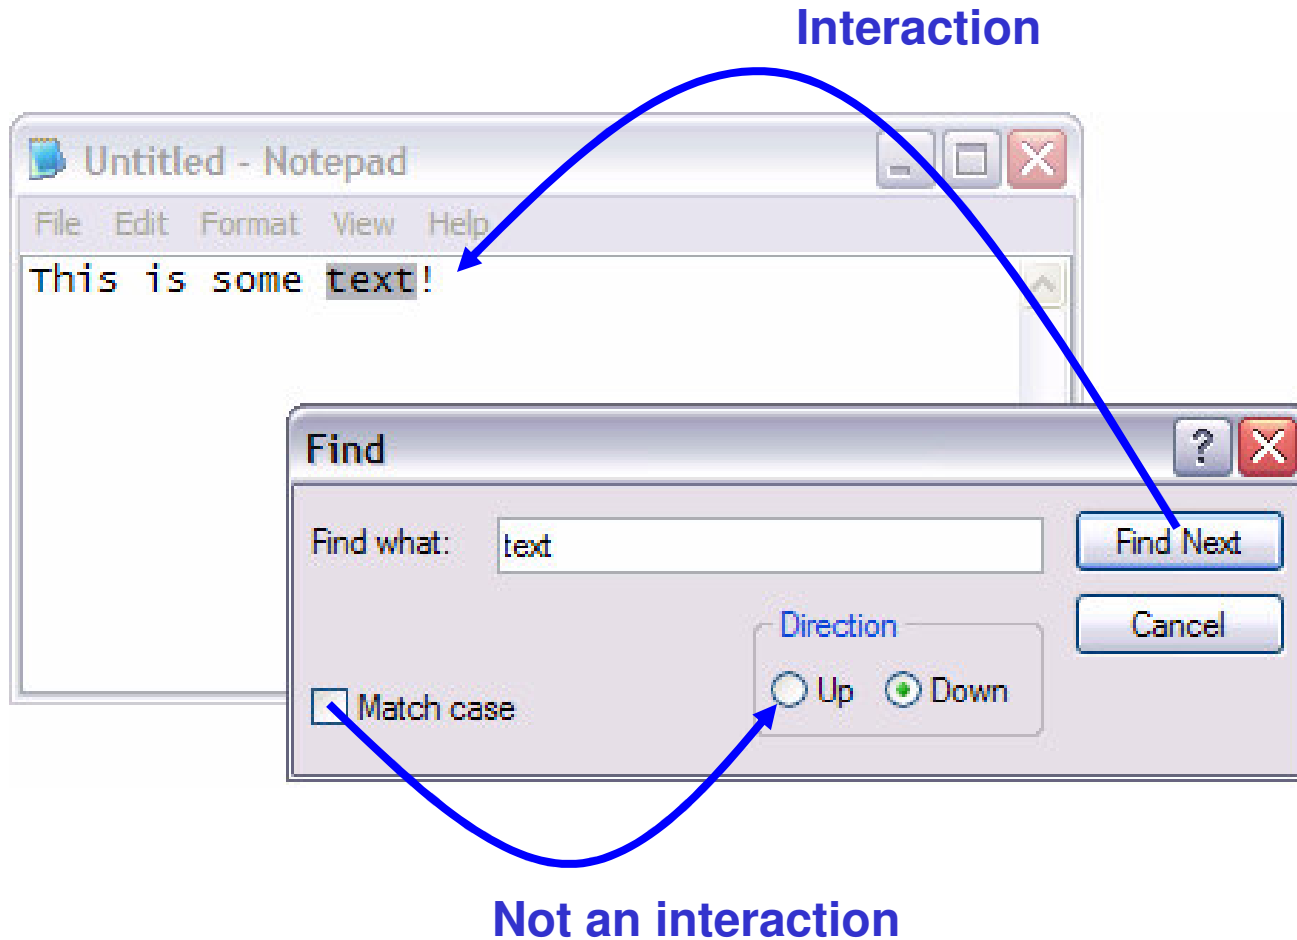 Interaction
Untitled - Notepad
File Edit Format View Help
This is some text!
Find
?
Find what: text Find Next
Direction Cancel
Match case Up Down
Not an interaction